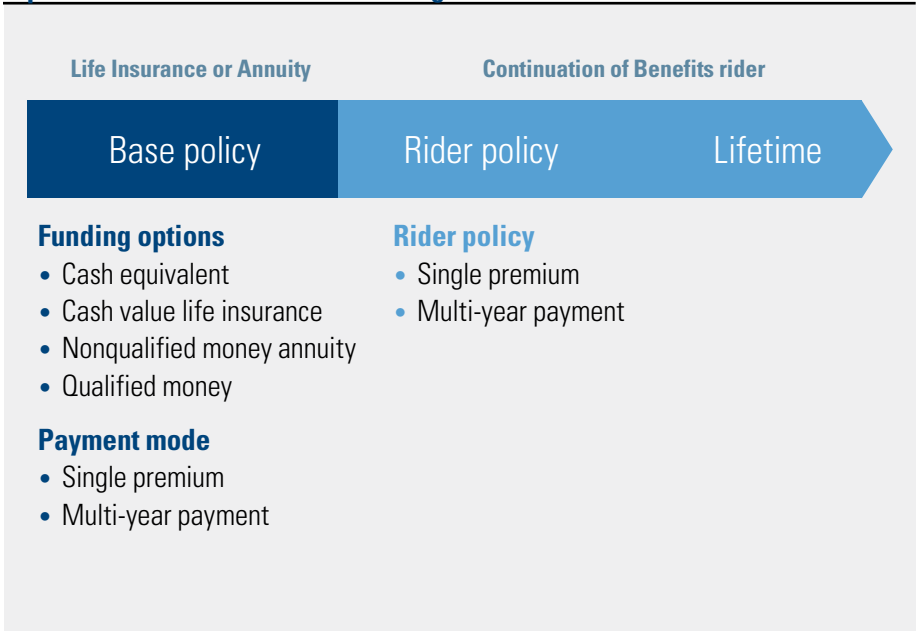 Life Insurance or Annuity
Continuation of Benefits rider
Base policy
Rider policy
Lifetime
Funding options
• Cash equivalent
• Cash value life insurance
• Nonqualified money annuity
• Qualified money
Payment mode
• Single premium
• Multi-year payment
Rider policy
• Single premium
• Multi-year payment